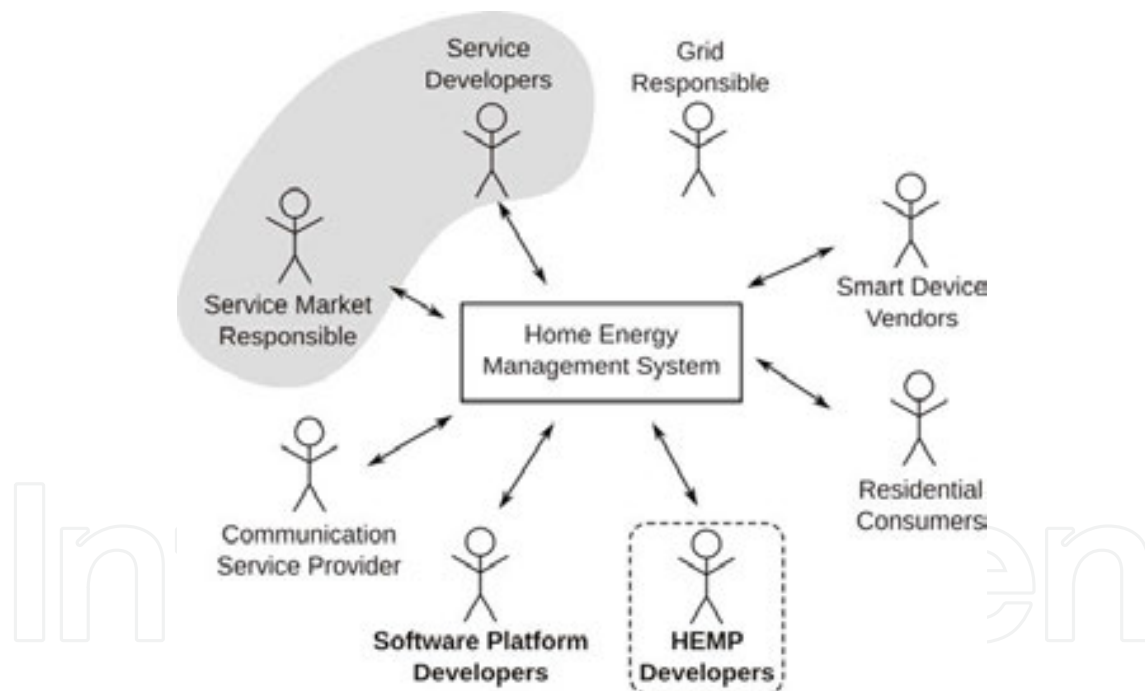 Service
Developers
Grid
Responsible
Service Market
Responsible
Smart Device
Vendors
Home Energy
Management System
Residential
Consumers
Communication
Service Provider
Software Platform
Developers
HEMP
Developers